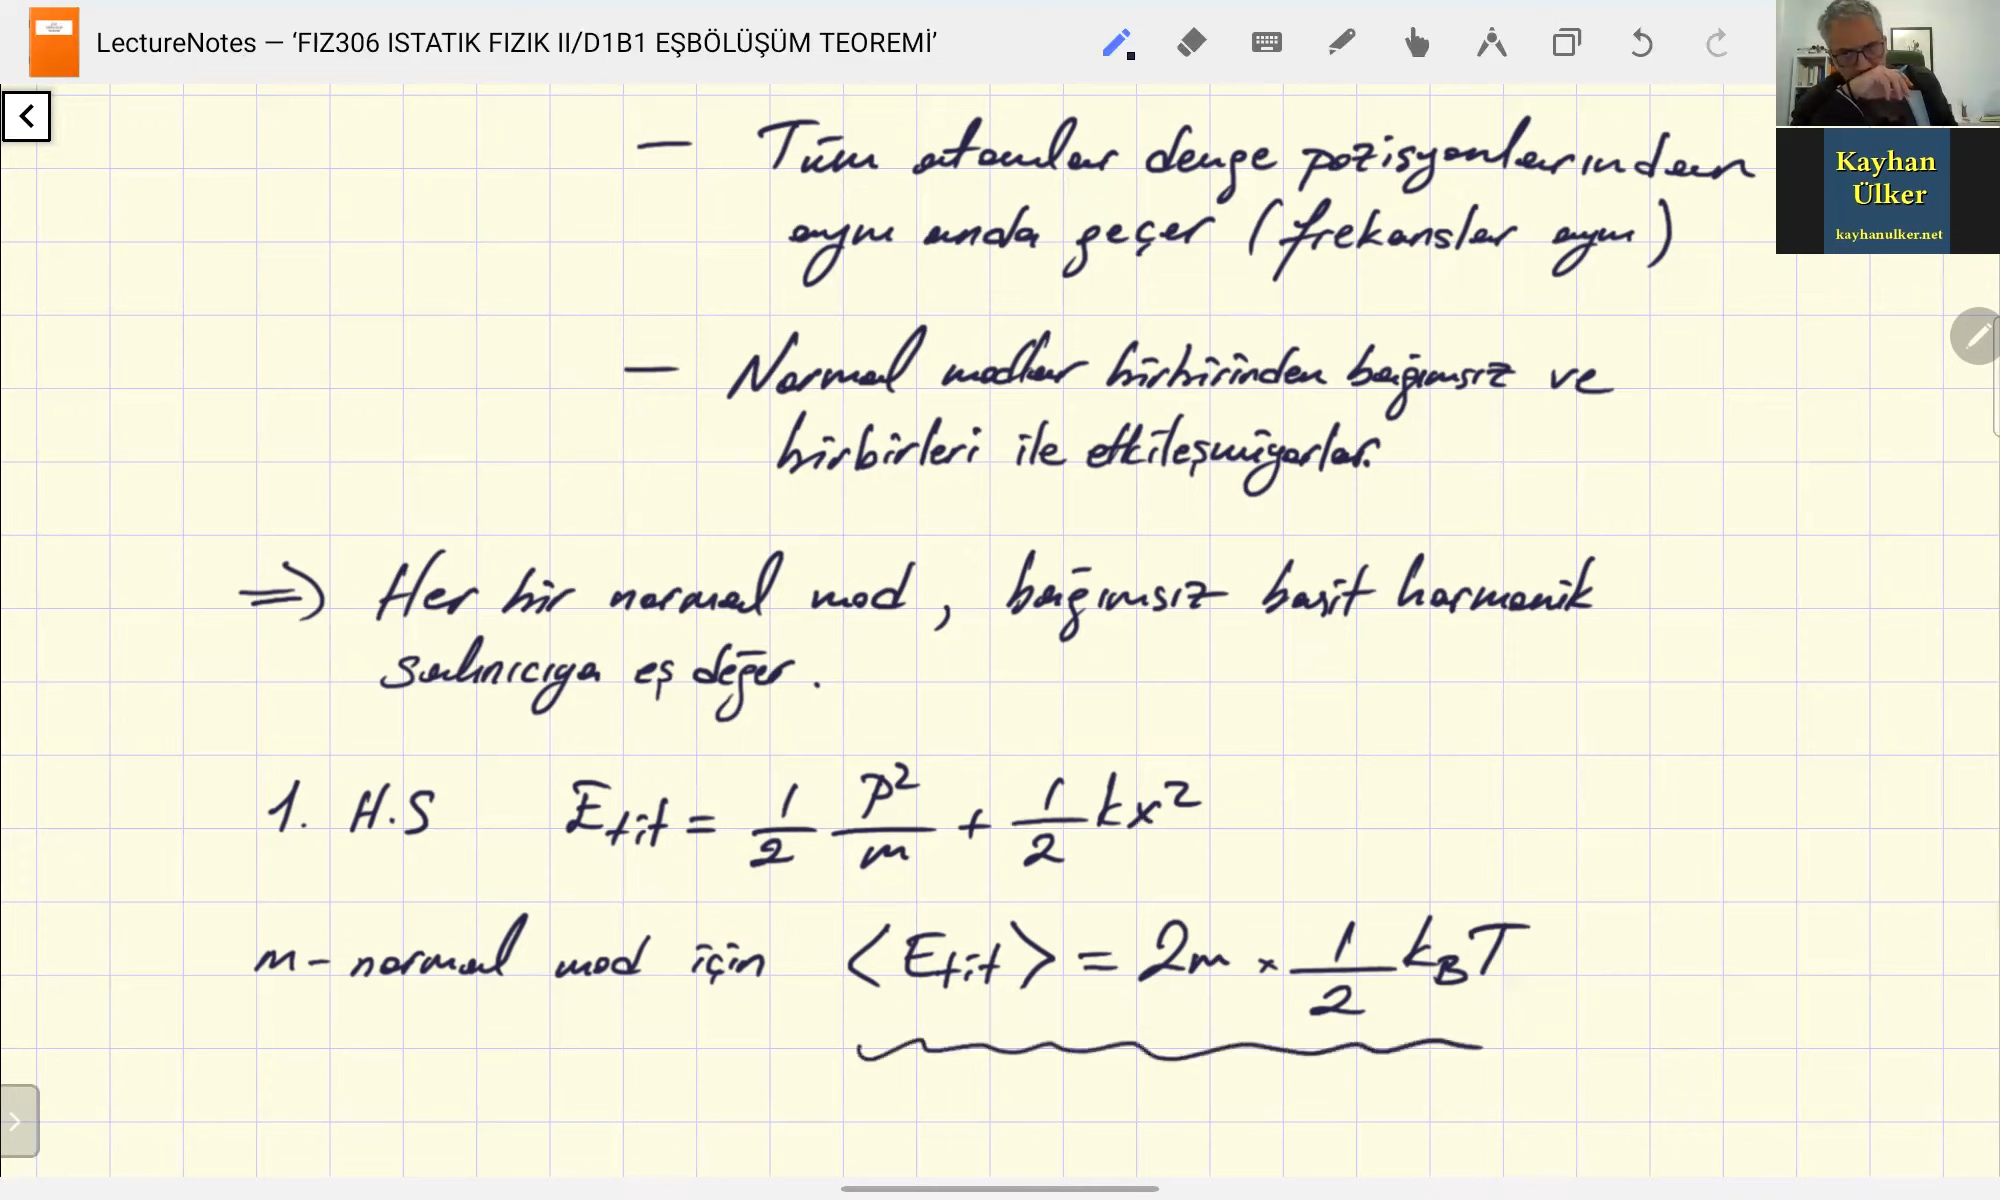 LectureNotes — ‘FIZ306 ISTATIK FIZIK II/D1B1 EŞBÖLÜŞÜM TEOREMİ’
Kayhan
Ülker
kayhanulker.net
— Tüm atomlar denge pozisyonlarından
aynı anda geçer (frekanslar aynı)
— Normal modlar birbirinden bağımsız ve
birbirleri ile etkileşmiyorlar.
⇒ Her bir normal mod, bağımsız basit harmonik
salınıcıya eş değer.
1. H.S E_tit = 1/2 P²/m + 1/2 kx²
m-normal mod için ⟨E_tit⟩ = 2m × 1/2 k_B T